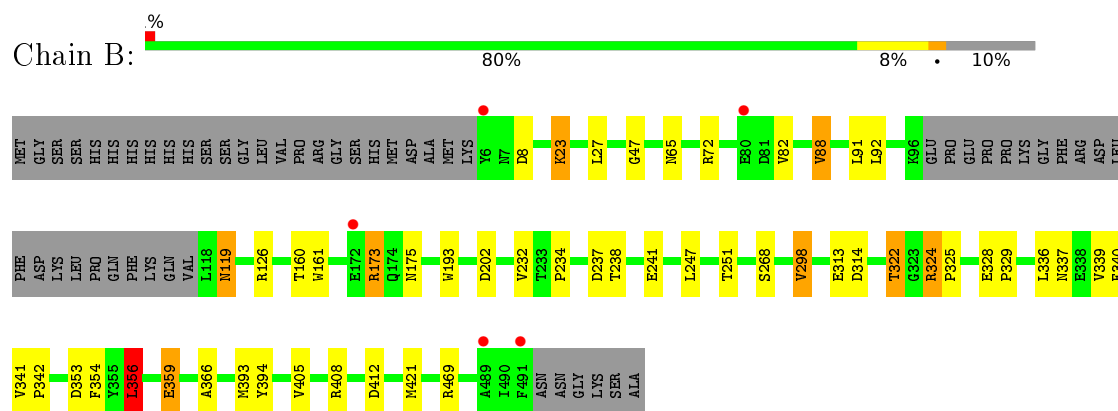 %
Chain B:
80% 8% • 10%
MET GLY SER SER HIS HIS HIS HIS HIS HIS SER SER GLY LEU VAL PRO ARG GLY SER HIS MET ASP ALA MET LYS Y6 N7 D8 K23 L27 G47 N65 R72 E80 D81 V82 V88 L91 L92 K96 GLU PRO GLU PRO PRO LYS GLY PHE ARG ASP LEU
PHE ASP LYS LEU PRO GLN PHE LYS GLN VAL L118 N119 R126 T160 W161 E172 R173 Q174 N175 W193 D202 V232 T233 P234 D237 T238 E241 L247 T251 S268 V298 E313 D314 T322 G323 R324 P325 E328 P329 L336 N337 E338 V339
V341 P342 D353 F354 Y355 L356 E359 A366 M393 Y394 V405 R408 D412 M421 R469 A489 I490 F491 ASN ASN GLY LYS SER ALA